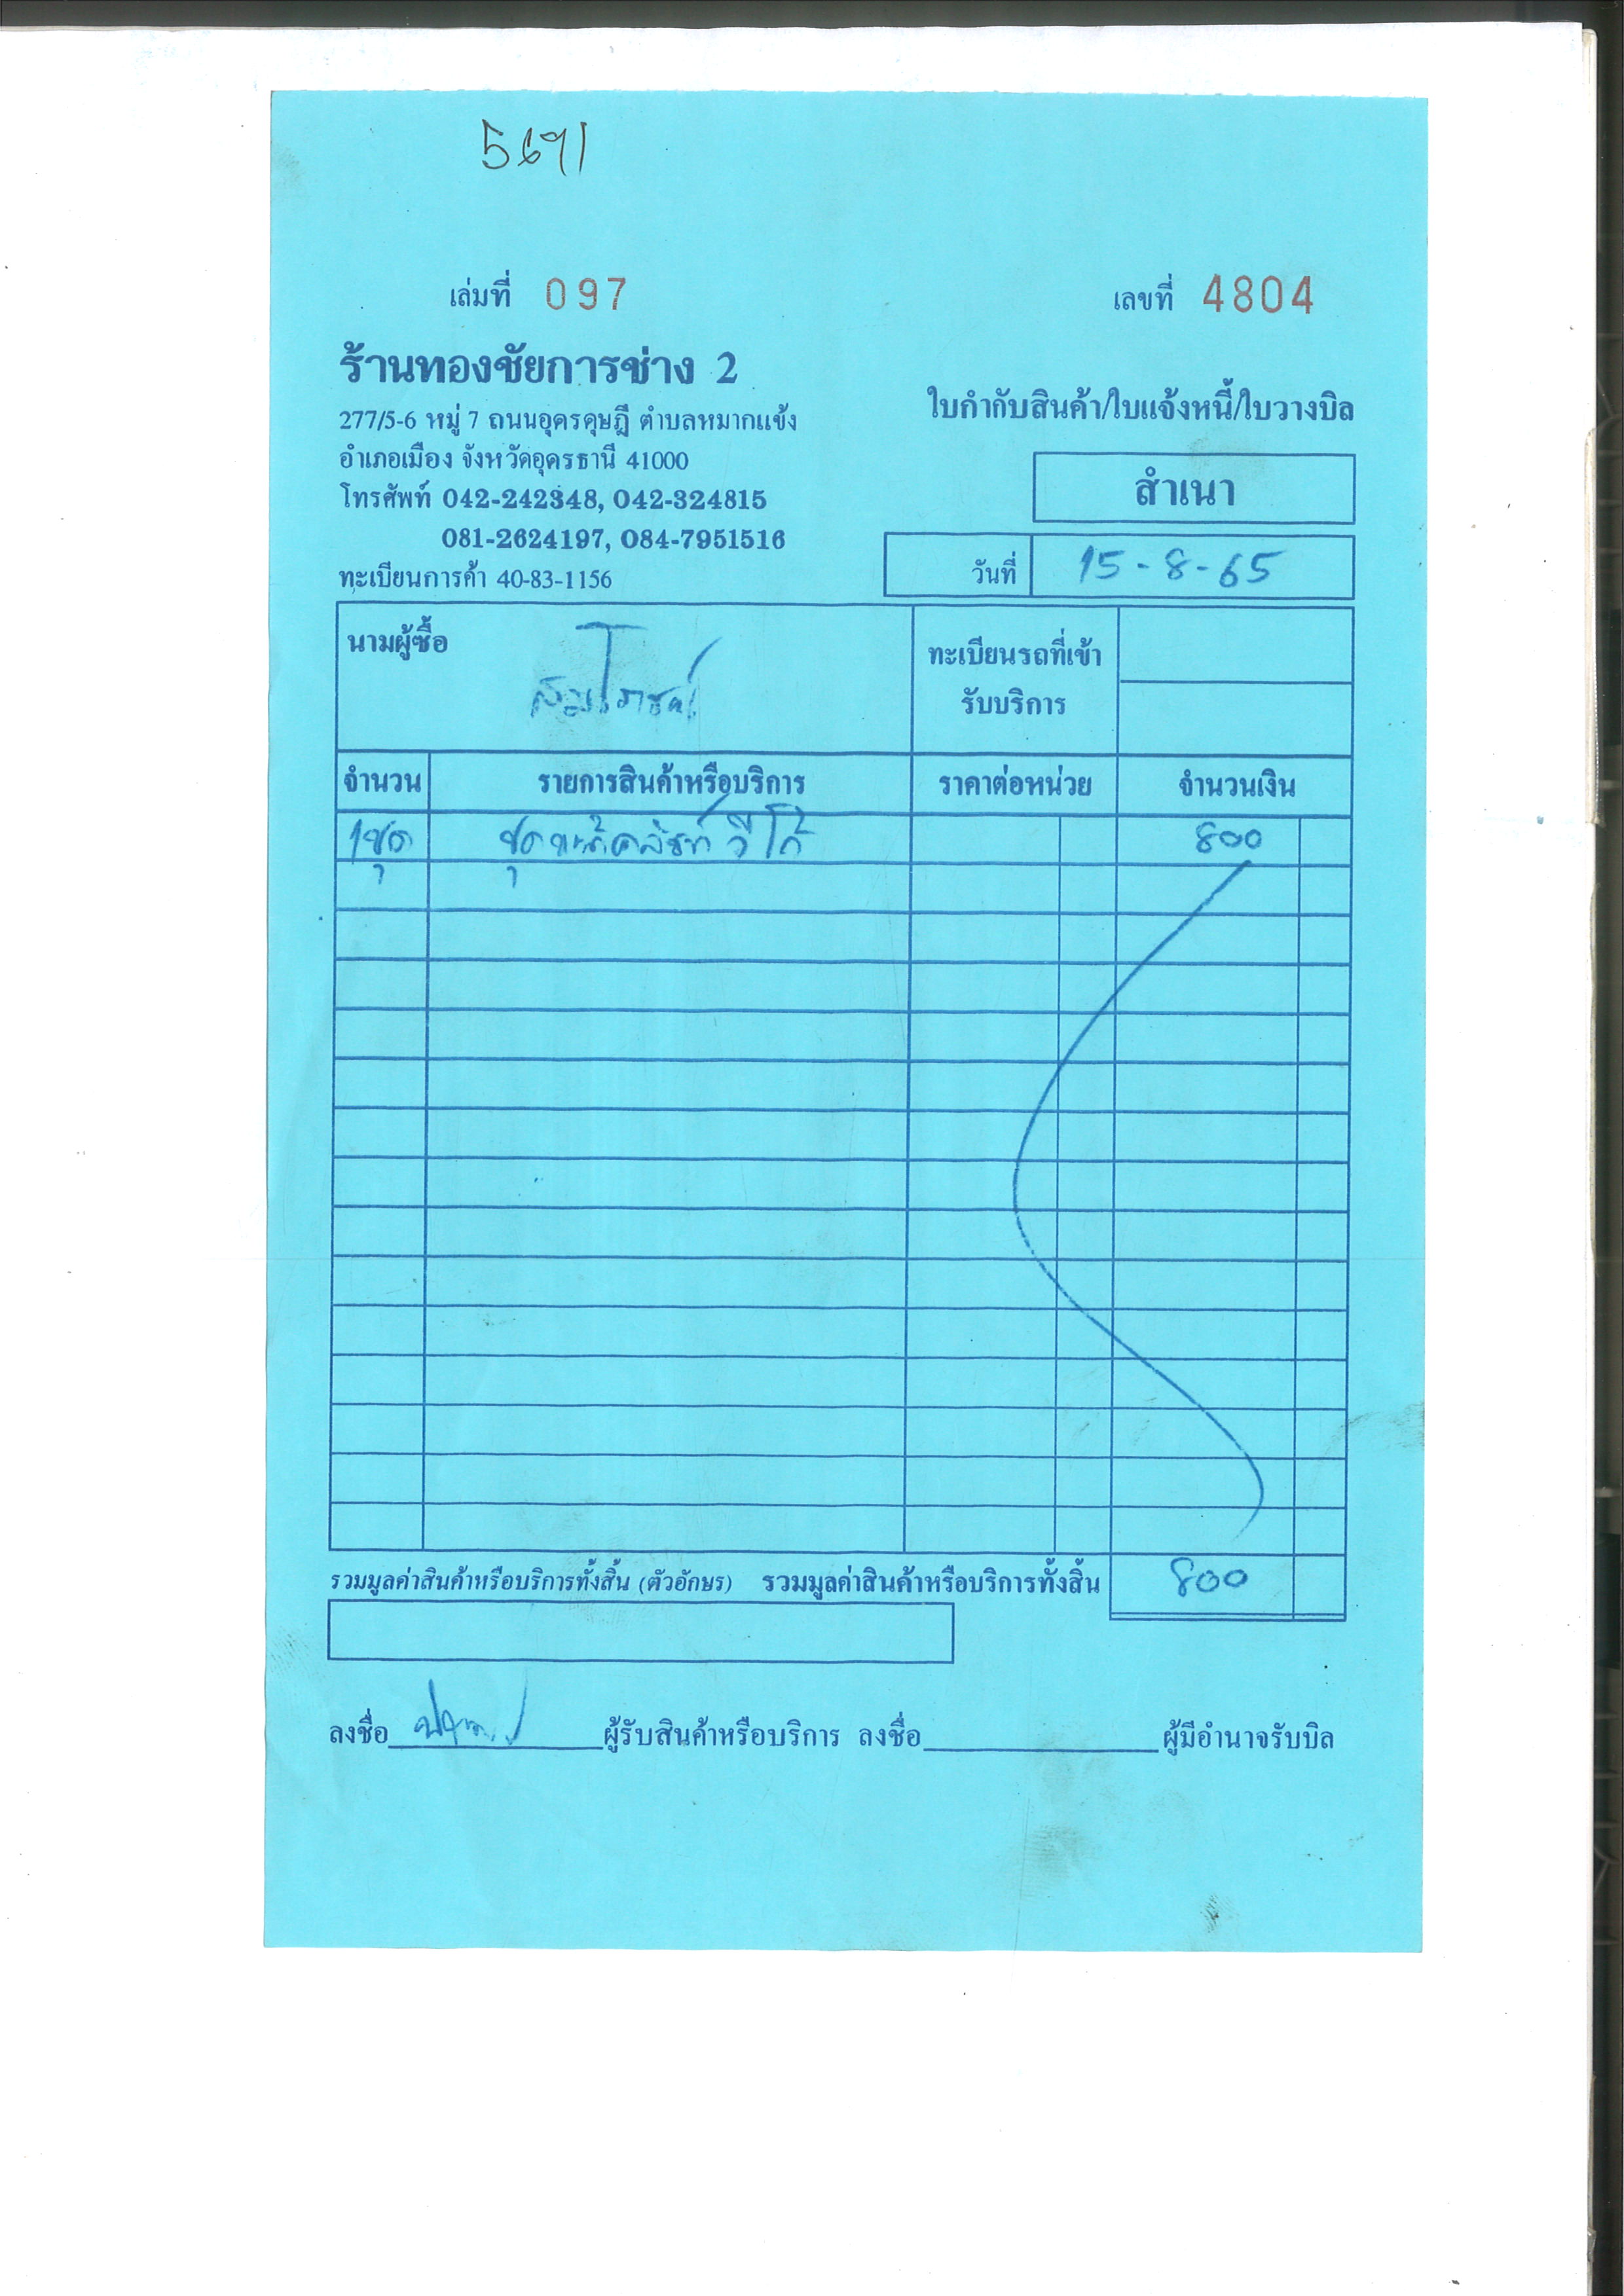 5691
เล่มที่ 097
เลขที่ 4804
ร้านทองชัยการช่าง 2
277/5-6 หมู่ 7 ถนนอุดรดุษฎี ตำบลหมากแข้ง
อำเภอเมือง จังหวัดอุดรธานี 41000
โทรศัพท์ 042-242348, 042-324815
081-2624197, 084-7951516
ทะเบียนการค้า 40-83-1156
ใบกำกับสินค้า/ใบแจ้งหนี้/ใบวางบิล
สำเนา
วันที่ 15-8-65
นามผู้ซื้อ
ทะเบียนรถที่เข้า
รับบริการ
จำนวน รายการสินค้าหรือบริการ ราคาต่อหน่วย จำนวนเงิน
1ชุด ชุด วีโก้ 800
รวมมูลค่าสินค้าหรือบริการทั้งสิ้น (ตัวอักษร) รวมมูลค่าสินค้าหรือบริการทั้งสิ้น 800
ลงชื่อ ผู้รับสินค้าหรือบริการ ลงชื่อ ผู้มีอำนาจรับบิล